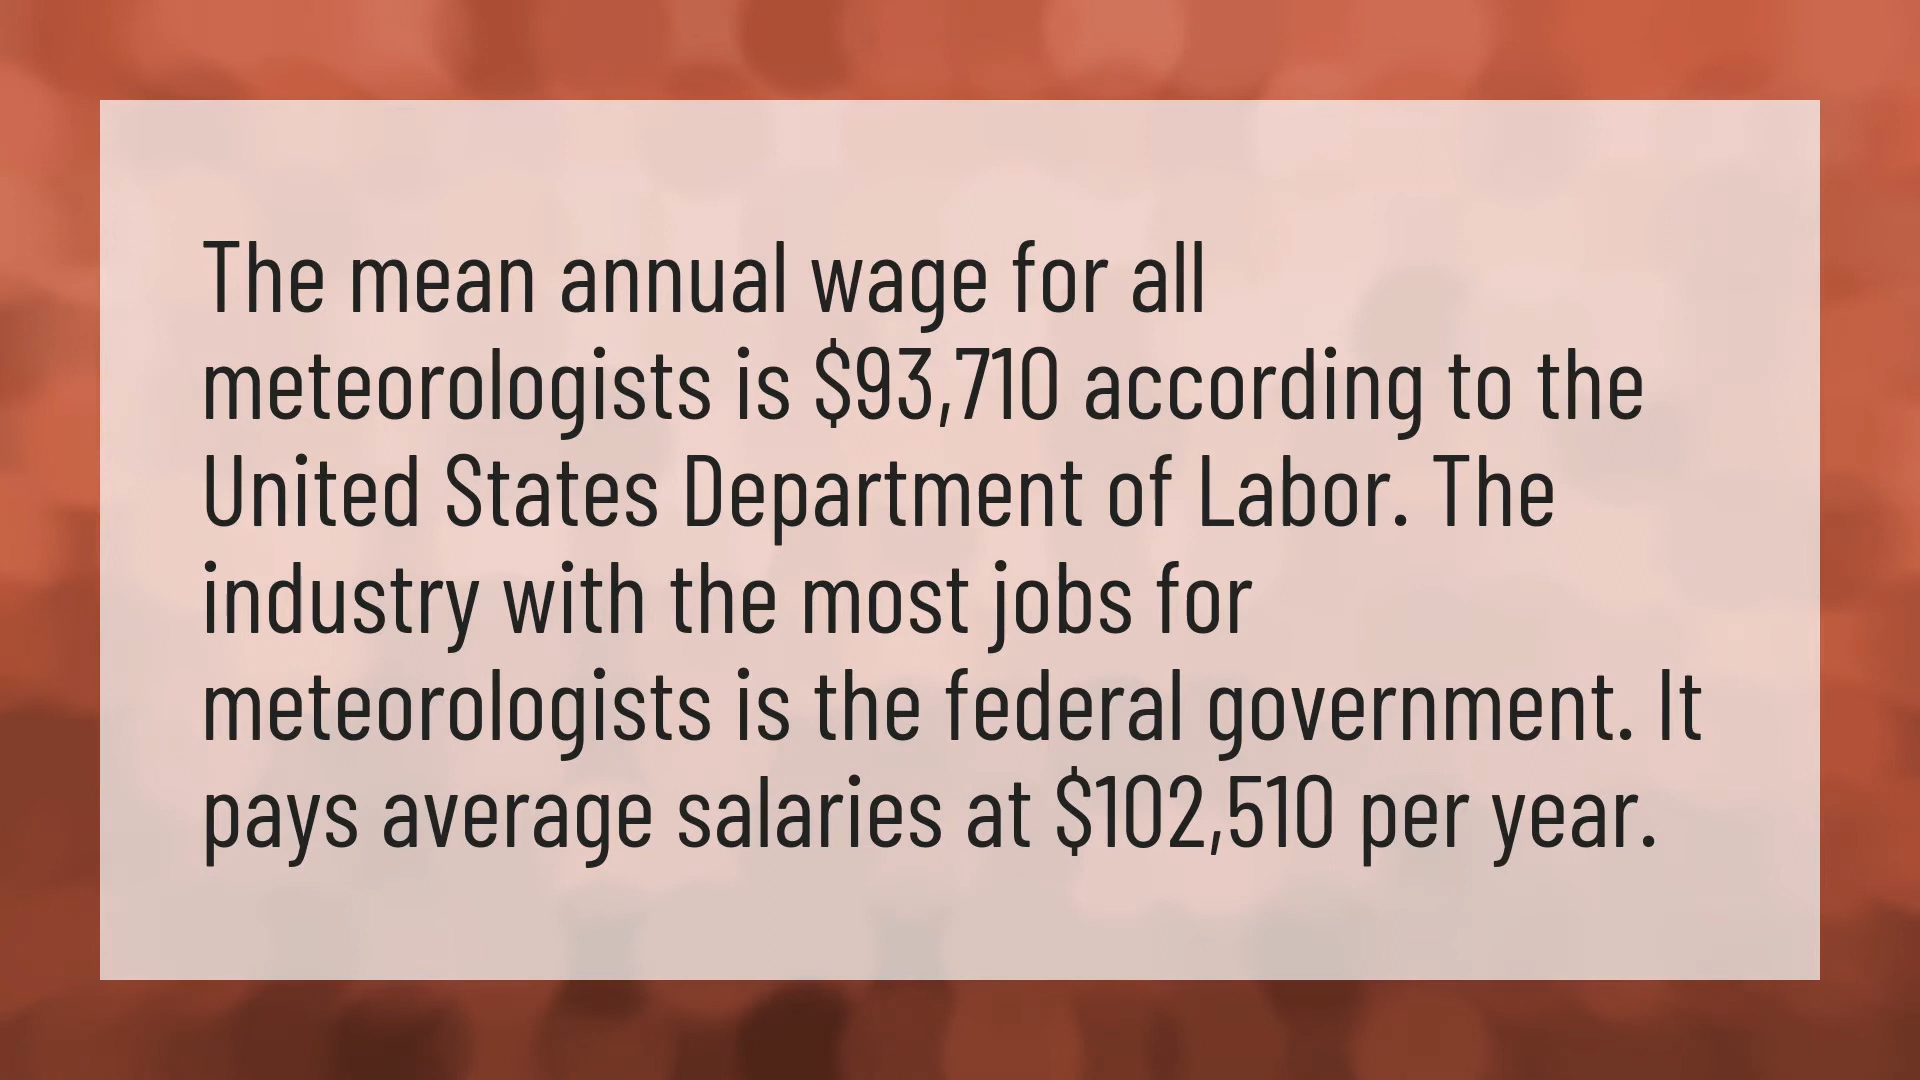 The mean annual wage for all
meteorologists is $93,710 according to the
United States Department of Labor. The
industry with the most jobs for
meteorologists is the federal government. It
pays average salaries at $102,510 per year.